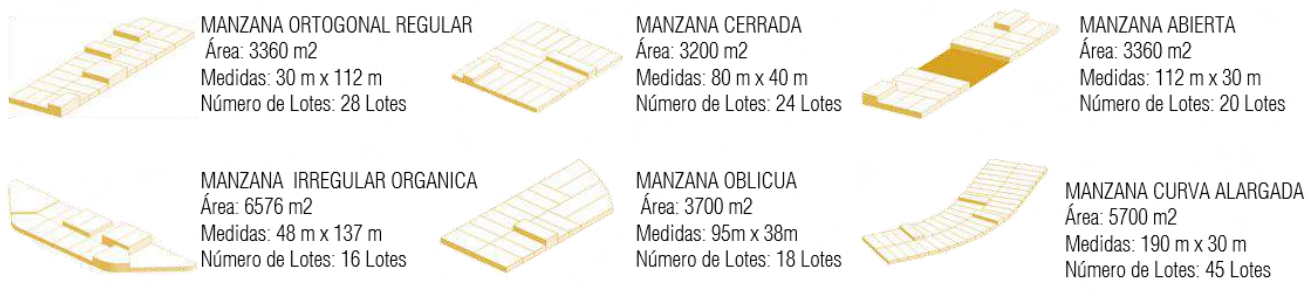 MANZANA ORTOGONAL REGULAR
Área: 3360 m2
Medidas: 30 m x 112 m
Número de Lotes: 28 Lotes
MANZANA CERRADA
Área: 3200 m2
Medidas: 80 m x 40 m
Número de Lotes: 24 Lotes
MANZANA ABIERTA
Área: 3360 m2
Medidas: 112 m x 30 m
Número de Lotes: 20 Lotes
MANZANA IRREGULAR ORGANICA
Área: 6576 m2
Medidas: 48 m x 137 m
Número de Lotes: 16 Lotes
MANZANA OBLICUA
Área: 3700 m2
Medidas: 95m x 38m
Número de Lotes: 18 Lotes
MANZANA CURVA ALARGADA
Área: 5700 m2
Medidas: 190 m x 30 m
Número de Lotes: 45 Lotes